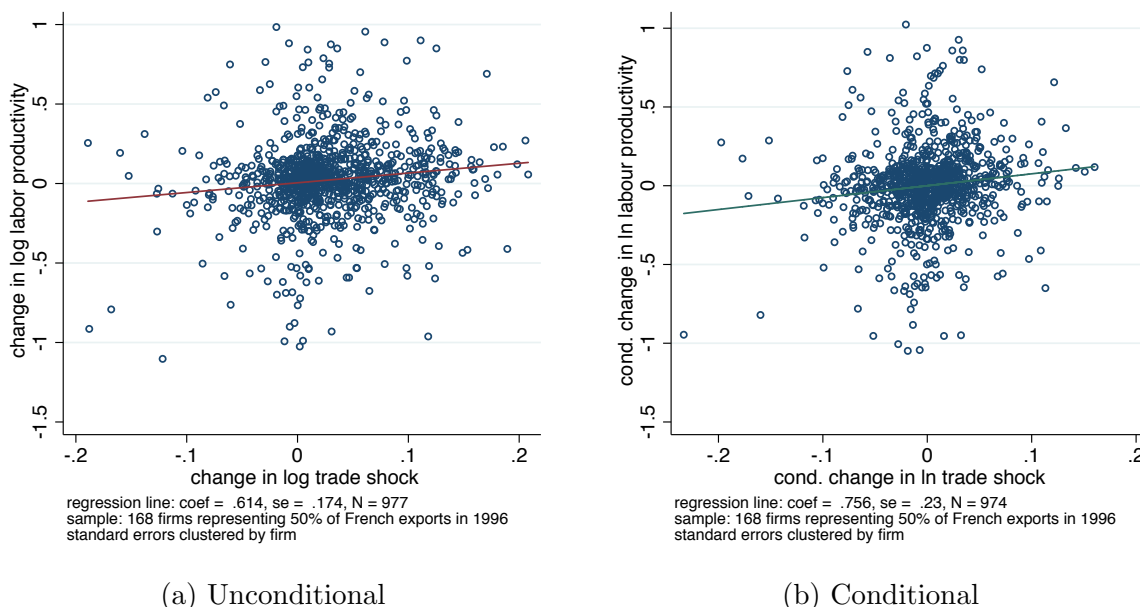 change in log labor productivity
1
.5
0
-.5
-1
-1.5
-.2
-.1
0
.1
.2
change in log trade shock
regression line: coef = .614, se = .174, N = 977
sample: 168 firms representing 50% of French exports in 1996
standard errors clustered by firm
(a) Unconditional
cond. change in ln labour productivity
1
.5
0
-.5
-1
-1.5
-.2
-.1
0
.1
.2
cond. change in ln trade shock
regression line: coef = .756, se = .23, N = 974
sample: 168 firms representing 50% of French exports in 1996
standard errors clustered by firm
(b) Conditional